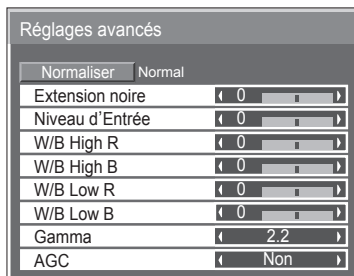 Réglages avancés
Normaliser Normal
Extension noire 0
Niveau d'Entrée 0
W/B High R 0
W/B High B 0
W/B Low R 0
W/B Low B 0
Gamma 2.2
AGC Non